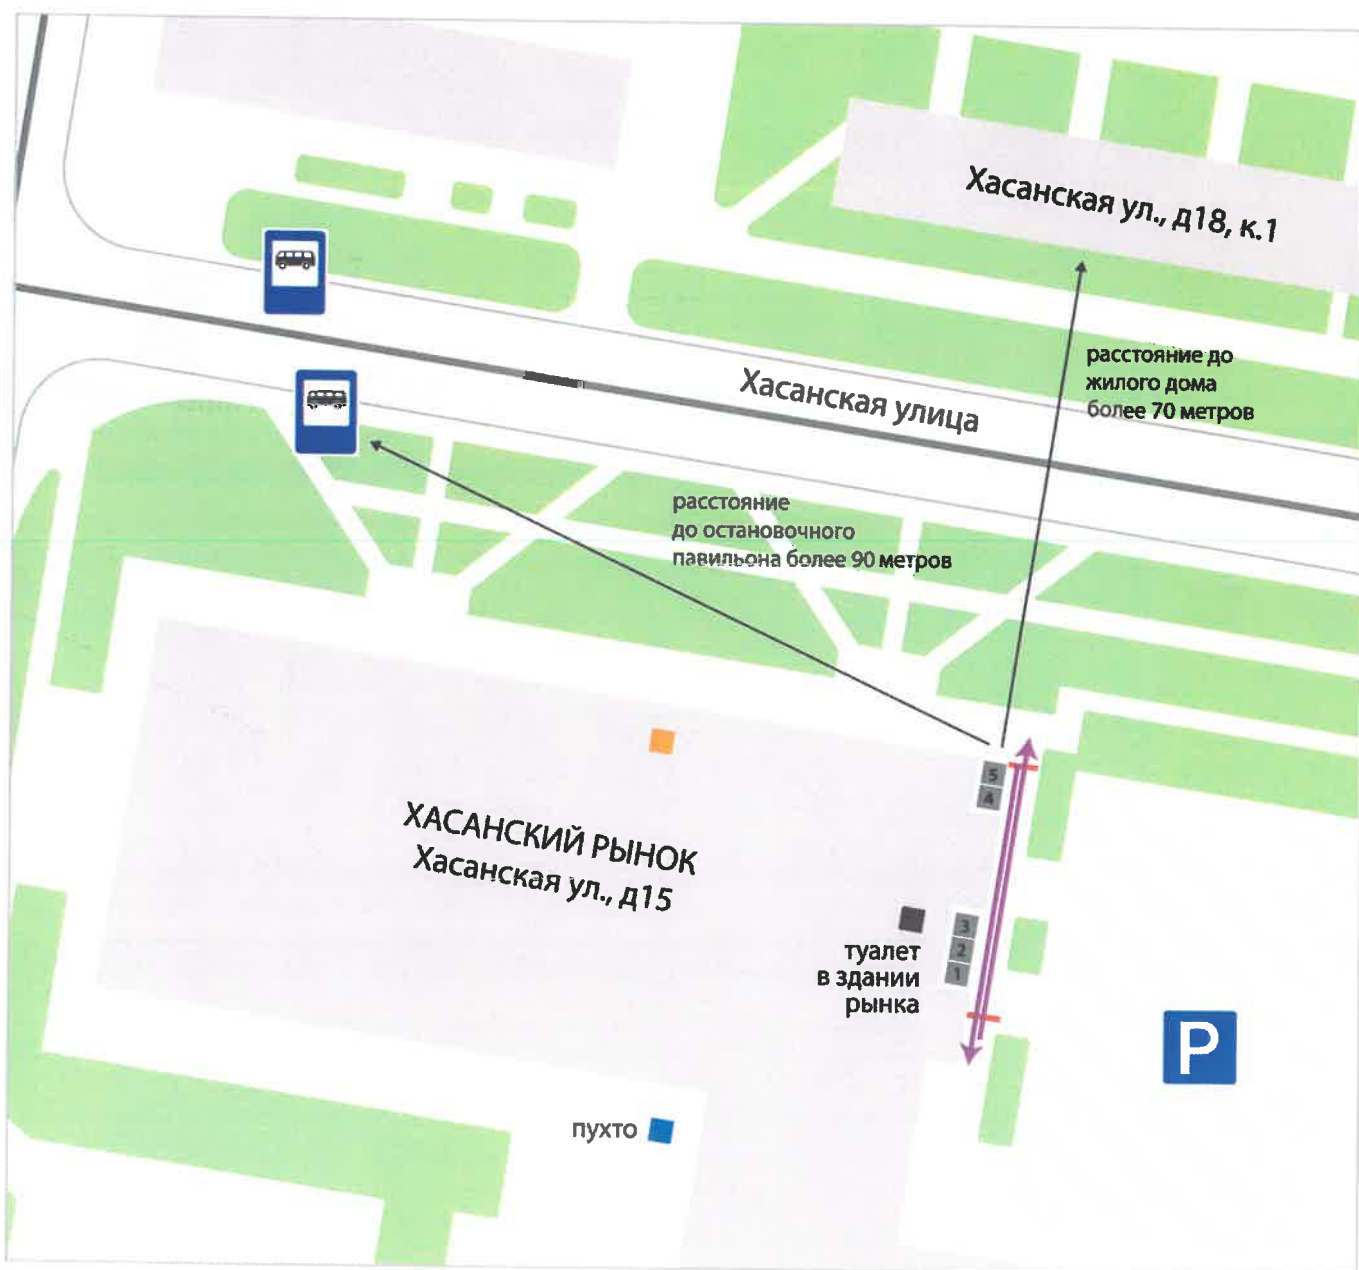 Хасанская ул., д18, к.1
расстояние до
жилого дома
более 70 метров
Хасанская улица
расстояние
до остановочного
павильона более 90 метров
5
4
ХАСАНСКИЙ РЫНОК
Хасанская ул., д15
3
2
1
туалет
в здании
рынка
P
пухто